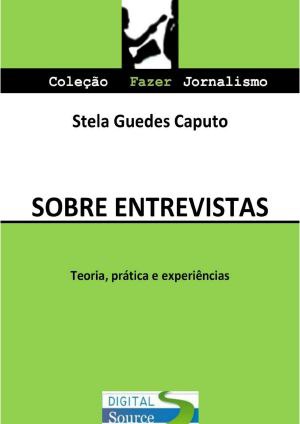 Coleção Fazer Jornalismo
Stela Guedes Caputo
SOBRE ENTREVISTAS
Teoria, prática e experiências
DIGITAL
Source